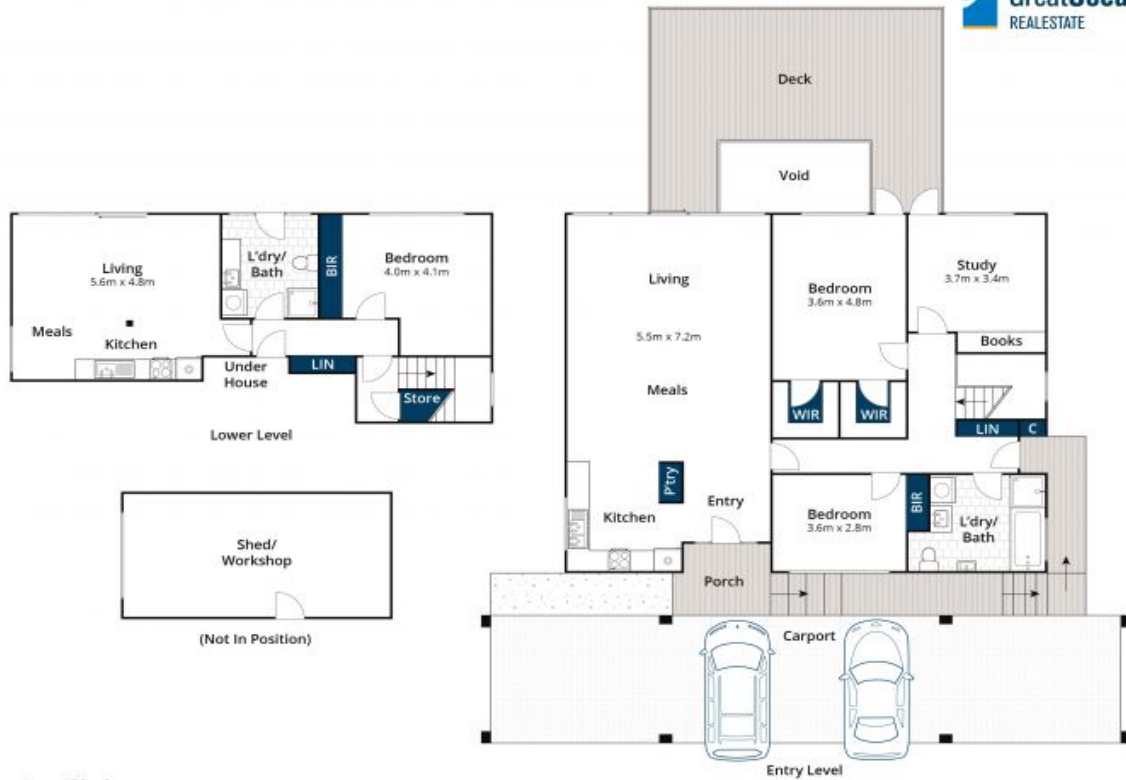 REALESTATE
Deck
Void
Living
5.6m x 4.8m
L'dry/
Bath
BIR
Bedroom
4.0m x 4.1m
Meals
Kitchen
Under
House
LIN
Store
Lower Level
Living
5.5m x 7.2m
Meals
Bedroom
3.6m x 4.8m
Study
3.7m x 3.4m
Books
WIR
WIR
LIN
C
P'try
Entry
Kitchen
Bedroom
3.6m x 2.8m
BIR
L'dry/
Bath
Shed/
Workshop
(Not In Position)
Porch
Carport
Entry Level